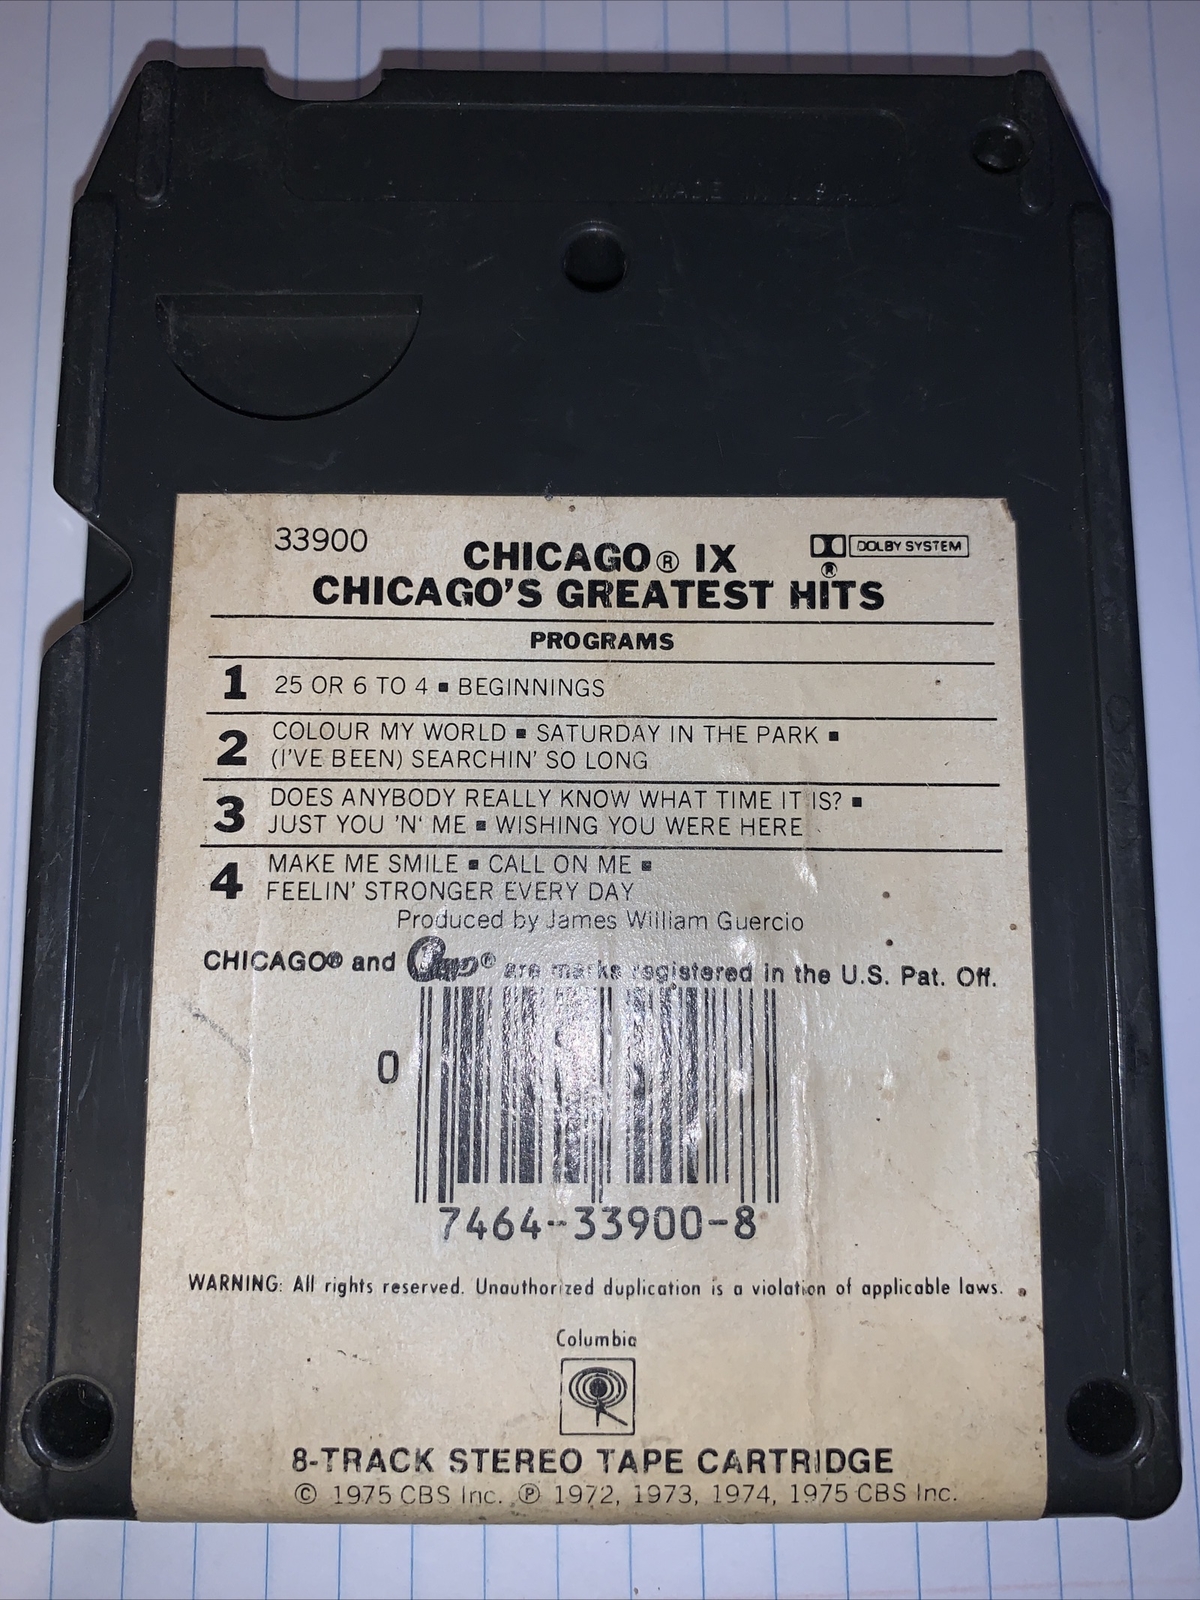 MADE IN U.S.A.
33900
CHICAGO® IX
DOLBY SYSTEM
®
CHICAGO'S GREATEST HITS
PROGRAMS
1 25 OR 6 TO 4 ▪ BEGINNINGS
2 COLOUR MY WORLD ▪ SATURDAY IN THE PARK ▪
(I'VE BEEN) SEARCHIN' SO LONG
3 DOES ANYBODY REALLY KNOW WHAT TIME IT IS? ▪
JUST YOU 'N' ME ▪ WISHING YOU WERE HERE
4 MAKE ME SMILE ▪ CALL ON ME ▪
FEELIN' STRONGER EVERY DAY
Produced by James William Guercio
CHICAGO® and Chicago® are marks registered in the U.S. Pat. Off.
0
7464-33900-8
WARNING: All rights reserved. Unauthorized duplication is a violation of applicable laws.
Columbia
8-TRACK STEREO TAPE CARTRIDGE
© 1975 CBS Inc. ℗ 1972, 1973, 1974, 1975 CBS Inc.